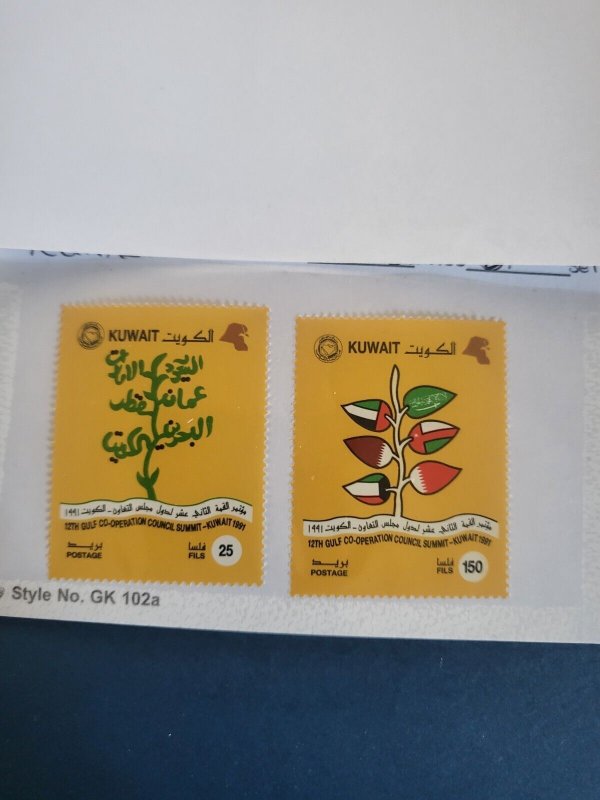 KUWAIT الكويت
السعودية الامارات
عمان قطر
البحرين الكويت
مؤتمر القمة الثاني عشر لدول مجلس التعاون - الكويت ١٩٩١
12TH GULF CO-OPERATION COUNCIL SUMMIT-KUWAIT 1991
POSTAGE بريد
فلسا FILS 25
KUWAIT الكويت
مؤتمر القمة الثاني عشر لدول مجلس التعاون - الكويت ١٩٩١
12TH GULF CO-OPERATION COUNCIL SUMMIT-KUWAIT 1991
POSTAGE بريد
فلسا FILS 150
Style No. GK 102a